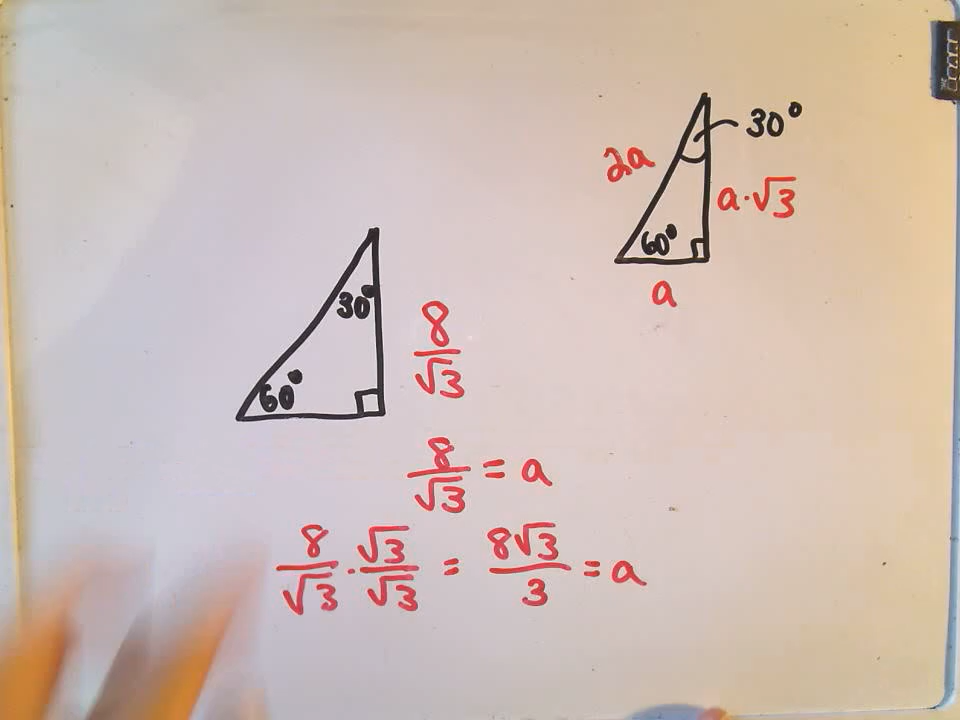 30°
2a
a·√3
60°
a
30°
8/√3
60°
8/√3 = a
8/√3 · √3/√3 = 8√3/3 = a